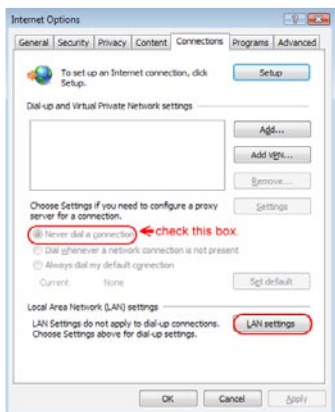 Internet Options
General Security Privacy Content Connections Programs Advanced
To set up an Internet connection, click
Setup.
Setup
Dial-up and Virtual Private Network settings
Add...
Add VPN...
Remove...
Choose Settings if you need to configure a proxy
server for a connection.
Settings
Never dial a connection
check this box.
Dial whenever a network connection is not present
Always dial my default connection
Current None
Set default
Local Area Network (LAN) settings
LAN Settings do not apply to dial-up connections.
Choose Settings above for dial-up settings.
LAN settings
OK Cancel Apply